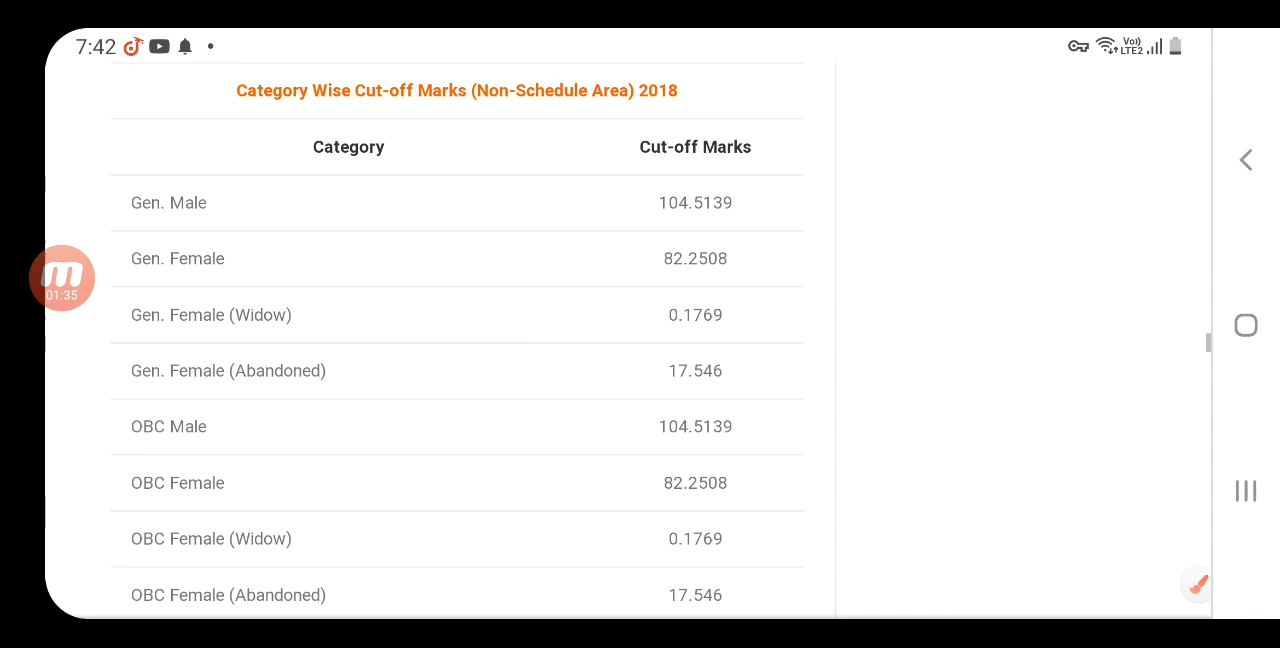 7:42
Vo))
LTE2
Category Wise Cut-off Marks (Non-Schedule Area) 2018
Category Cut-off Marks
Gen. Male 104.5139
Gen. Female 82.2508
Gen. Female (Widow) 0.1769
01:35
Gen. Female (Abandoned) 17.546
OBC Male 104.5139
OBC Female 82.2508
OBC Female (Widow) 0.1769
OBC Female (Abandoned) 17.546